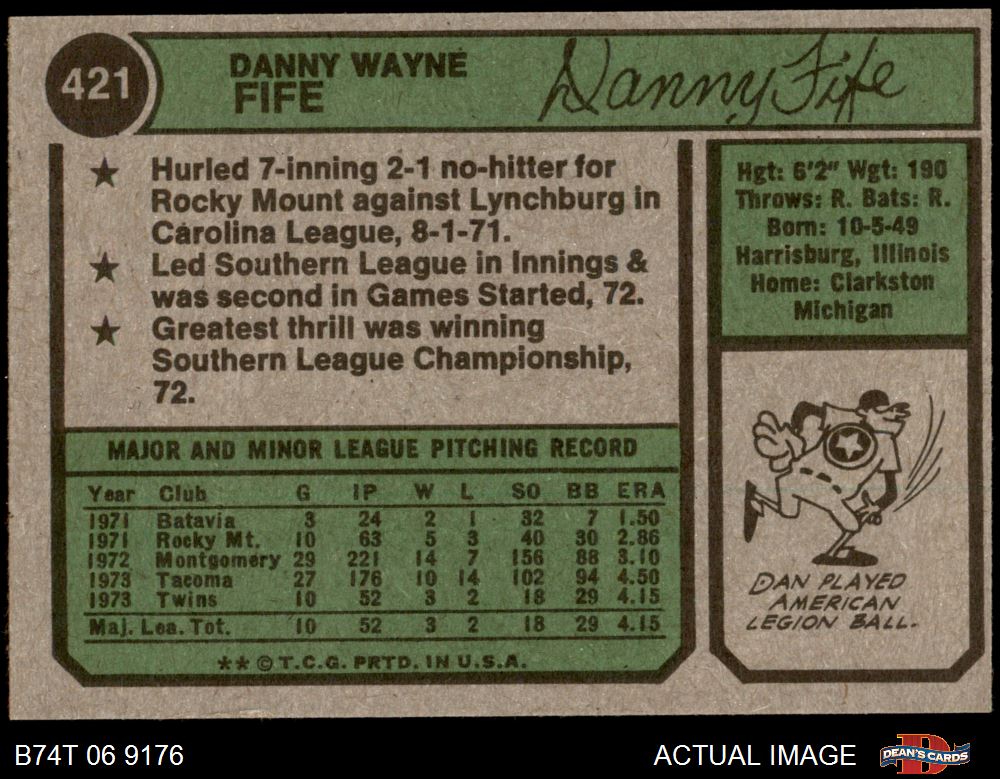 421
DANNY WAYNE
FIFE
Danny Fife
★ Hurled 7-inning 2-1 no-hitter for
Rocky Mount against Lynchburg in
Carolina League, 8-1-71.
★ Led Southern League in Innings &
was second in Games Started, 72.
★ Greatest thrill was winning
Southern League Championship,
72.
Hgt: 6'2" Wgt: 190
Throws: R. Bats: R.
Born: 10-5-49
Harrisburg, Illinois
Home: Clarkston
Michigan
MAJOR AND MINOR LEAGUE PITCHING RECORD
Year Club G IP W L SO BB ERA
1971 Batavia 3 24 2 1 32 7 1.50
1971 Rocky Mt. 10 63 5 3 40 30 2.86
1972 Montgomery 29 221 14 7 156 88 3.10
1973 Tacoma 27 176 10 14 102 94 4.50
1973 Twins 10 52 3 2 18 29 4.15
Maj. Lea. Tot. 10 52 3 2 18 29 4.15
** © T.C.G. PRTD. IN U.S.A.
DAN PLAYED
AMERICAN
LEGION BALL.
B74T 06 9176
ACTUAL IMAGE
D
DEAN'S CARDS